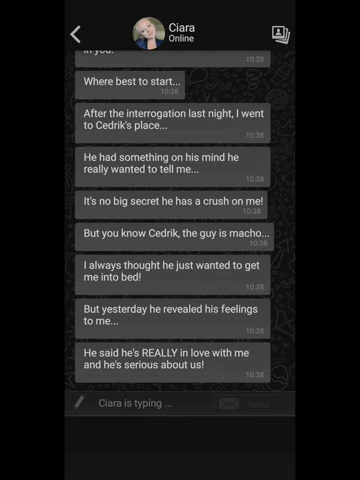 Ciara
Online
in you.
10:38
Where best to start...
10:38
After the interrogation last night, I went
to Cedrik's place...
10:38
He had something on his mind he
really wanted to tell me...
10:38
It's no big secret he has a crush on me!
10:38
But you know Cedrik, the guy is macho...
10:38
I always thought he just wanted to get
me into bed!
10:38
But yesterday he revealed his feelings
to me...
10:38
He said he's REALLY in love with me
and he's serious about us!
10:38
Ciara is typing ...
Send